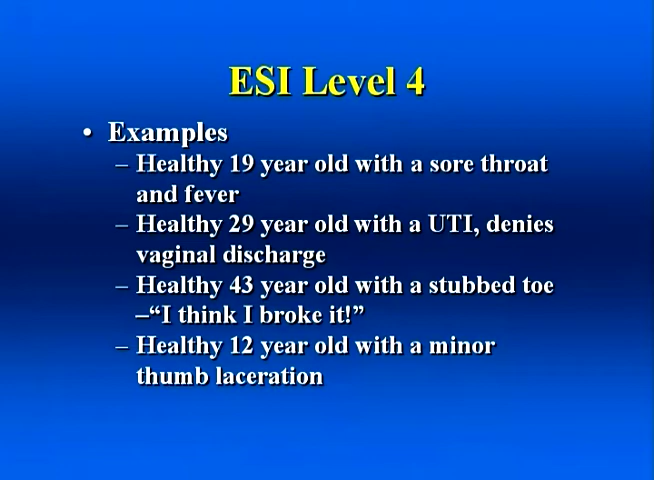 ESI Level 4
• Examples
– Healthy 19 year old with a sore throat
and fever
– Healthy 29 year old with a UTI, denies
vaginal discharge
– Healthy 43 year old with a stubbed toe
–“I think I broke it!”
– Healthy 12 year old with a minor
thumb laceration